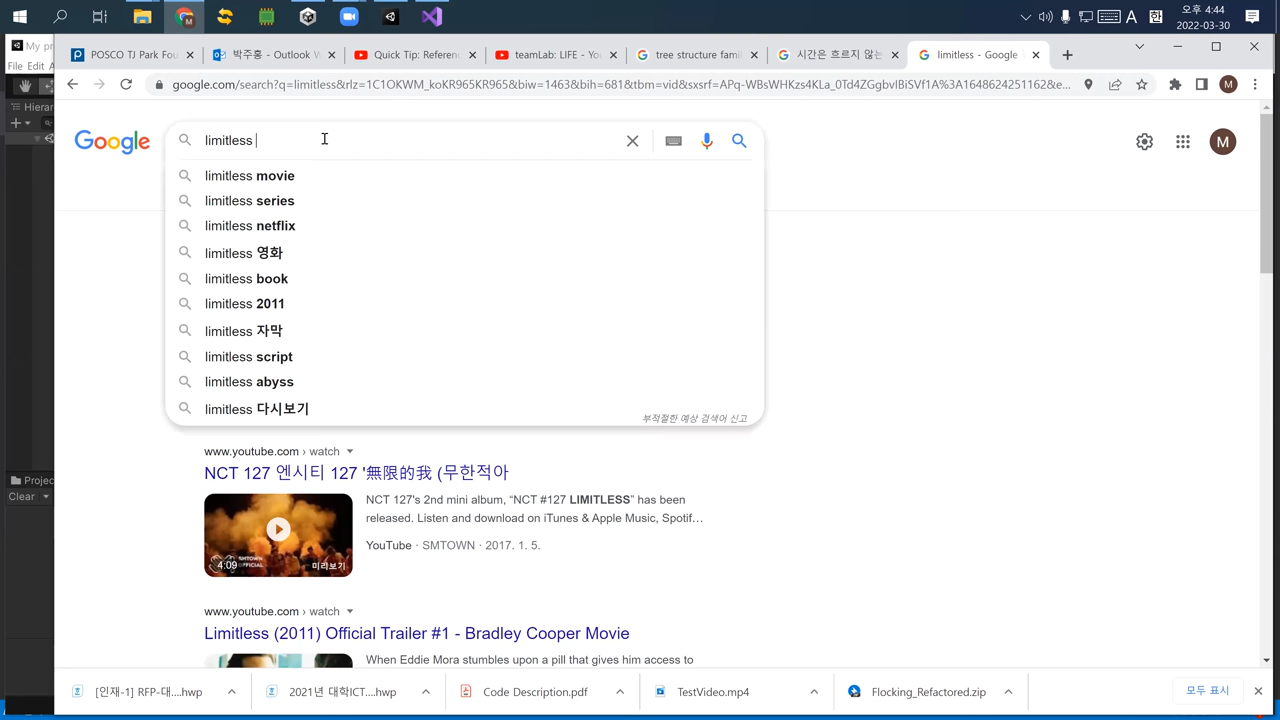 오후 4:44
A 한
2022-03-30
My pr
POSCO TJ Park Fou
박주홍 - Outlook W
Quick Tip: Referenc
teamLab: LIFE - Yo
tree structure famil
시간은 흐르지 않는
limitless - Google
File Edit A
google.com/search?q=limitless&rlz=1C1OKWM_koKR965KR965&biw=1463&bih=681&tbm=vid&sxsrf=APq-WBsWHKzs4KLa_0Td4ZGgbvlBiSVf1A%3A1648624251162&e...
M
Hierar
Google
limitless
M
limitless movie
limitless series
limitless netflix
limitless 영화
limitless book
limitless 2011
limitless 자막
limitless script
limitless abyss
limitless 다시보기
부적절한 예상 검색어 신고
www.youtube.com › watch
NCT 127 엔시티 127 '無限的我 (무한적아
Projec
Clear
NCT 127's 2nd mini album, “NCT #127 LIMITLESS” has been
released. Listen and download on iTunes & Apple Music, Spotif...
YouTube · SMTOWN · 2017. 1. 5.
SMTOWN
OFFICIAL
4:09
미리보기
www.youtube.com › watch
Limitless (2011) Official Trailer #1 - Bradley Cooper Movie
When Eddie Mora stumbles upon a pill that gives him access to
[인재-1] RFP-대....hwp
2021년 대학ICT....hwp
Code Description.pdf
TestVideo.mp4
Flocking_Refactored.zip
모두 표시